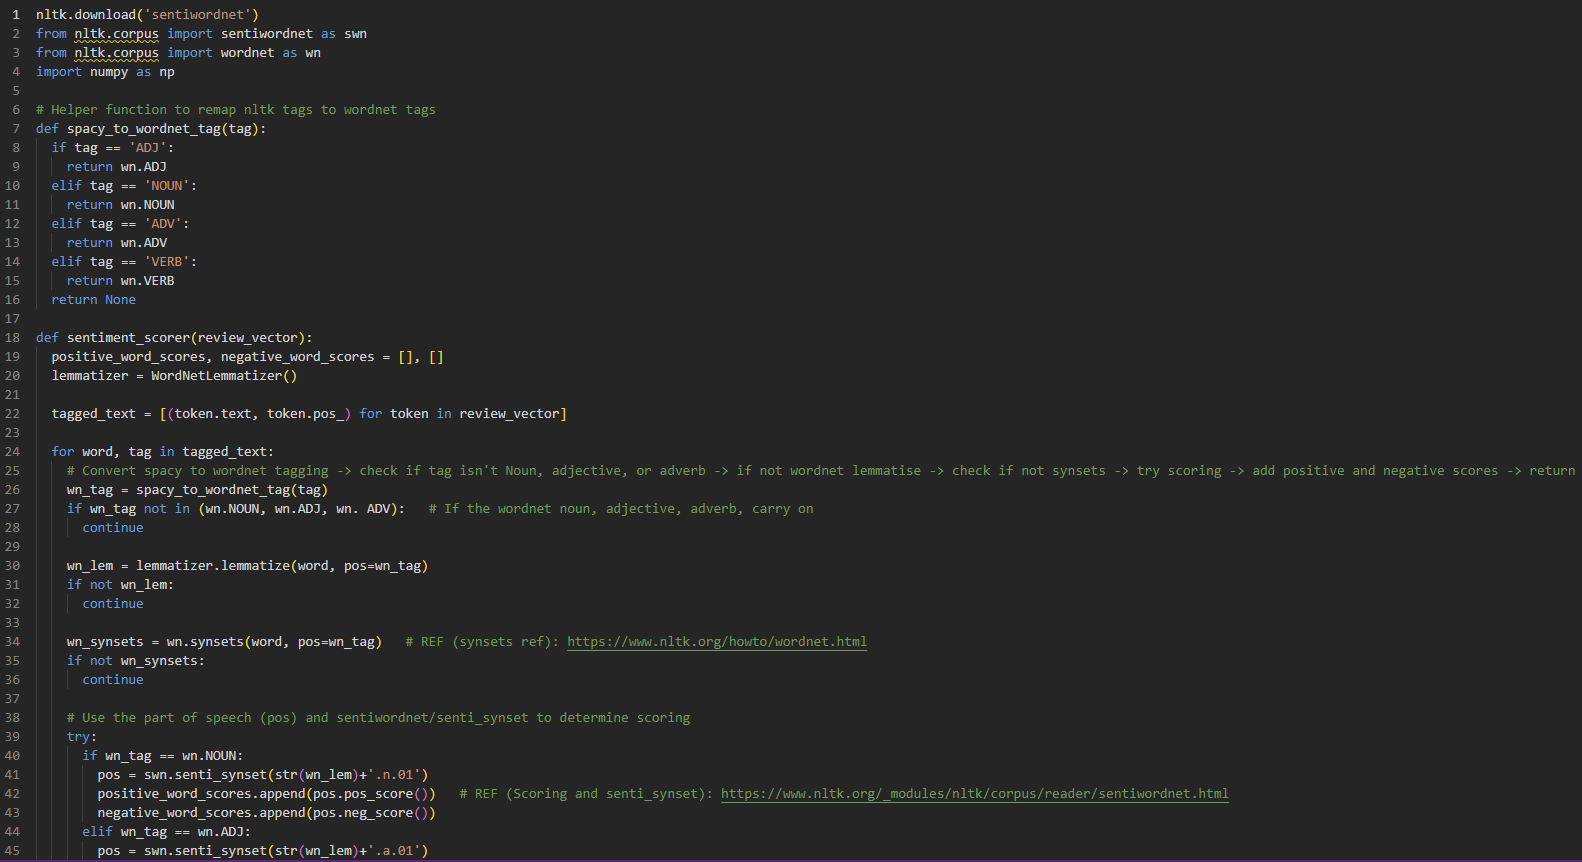 1 nltk.download('sentiwordnet')
2 from nltk.corpus import sentiwordnet as swn
3 from nltk.corpus import wordnet as wn
4 import numpy as np
5
6 # Helper function to remap nltk tags to wordnet tags
7 def spacy_to_wordnet_tag(tag):
8   if tag == 'ADJ':
9     return wn.ADJ
10   elif tag == 'NOUN':
11     return wn.NOUN
12   elif tag == 'ADV':
13     return wn.ADV
14   elif tag == 'VERB':
15     return wn.VERB
16   return None
17
18 def sentiment_scorer(review_vector):
19   positive_word_scores, negative_word_scores = [], []
20   lemmatizer = WordNetLemmatizer()
21
22   tagged_text = [(token.text, token.pos_) for token in review_vector]
23
24   for word, tag in tagged_text:
25     # Convert spacy to wordnet tagging -> check if tag isn't Noun, adjective, or adverb -> if not wordnet lemmatise -> check if not synsets -> try scoring -> add positive and negative scores -> return
26     wn_tag = spacy_to_wordnet_tag(tag)
27     if wn_tag not in (wn.NOUN, wn.ADJ, wn. ADV):   # If the wordnet noun, adjective, adverb, carry on
28       continue
29
30     wn_lem = lemmatizer.lemmatize(word, pos=wn_tag)
31     if not wn_lem:
32       continue
33
34     wn_synsets = wn.synsets(word, pos=wn_tag)   # REF (synsets ref): https://www.nltk.org/howto/wordnet.html
35     if not wn_synsets:
36       continue
37
38     # Use the part of speech (pos) and sentiwordnet/senti_synset to determine scoring
39     try:
40       if wn_tag == wn.NOUN:
41         pos = swn.senti_synset(str(wn_lem)+'.n.01')
42         positive_word_scores.append(pos.pos_score())   # REF (Scoring and senti_synset): https://www.nltk.org/_modules/nltk/corpus/reader/sentiwordnet.html
43         negative_word_scores.append(pos.neg_score())
44       elif wn_tag == wn.ADJ:
45         pos = swn.senti_synset(str(wn_lem)+'.a.01')